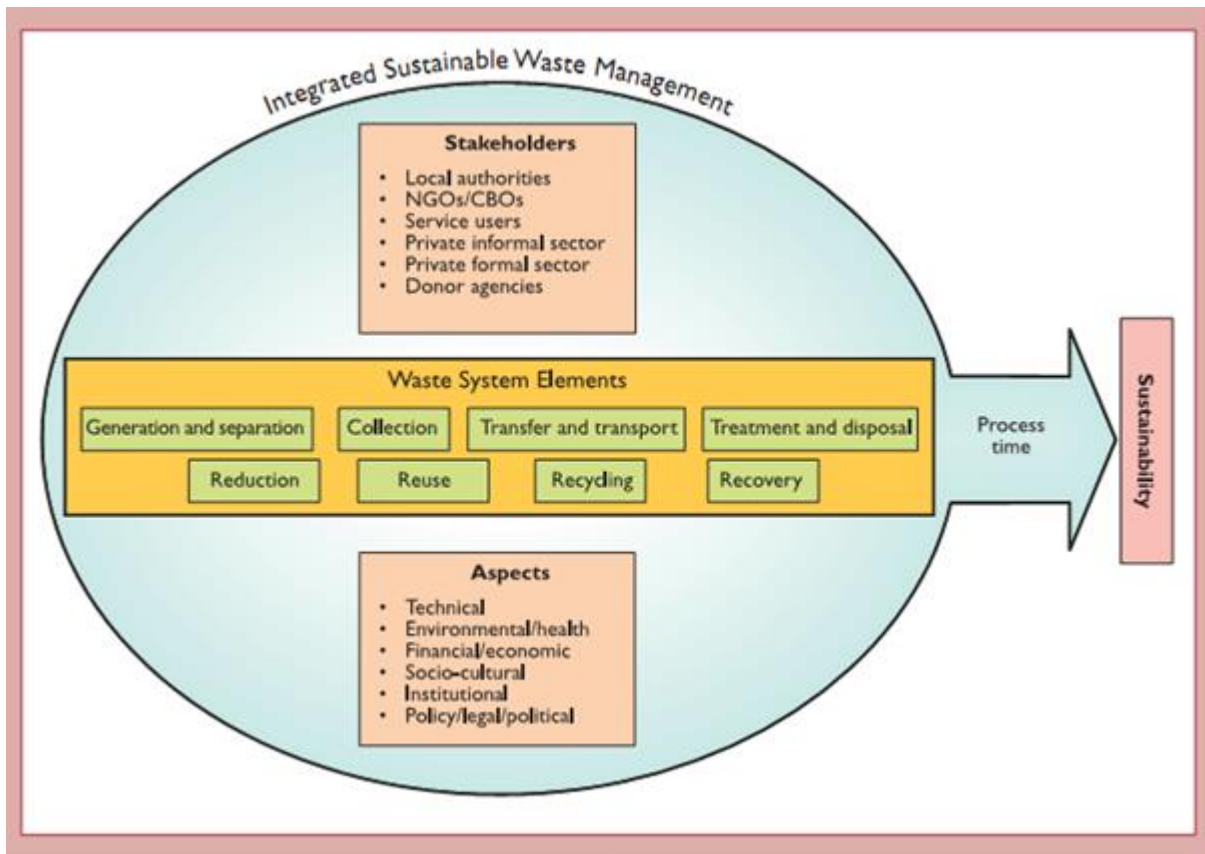 Integrated Sustainable Waste Management
Stakeholders
• Local authorities
• NGOs/CBOs
• Service users
• Private informal sector
• Private formal sector
• Donor agencies
Waste System Elements
Generation and separation
Collection
Transfer and transport
Treatment and disposal
Reduction
Reuse
Recycling
Recovery
Aspects
• Technical
• Environmental/health
• Financial/economic
• Socio-cultural
• Institutional
• Policy/legal/political
Process
time
Sustainability